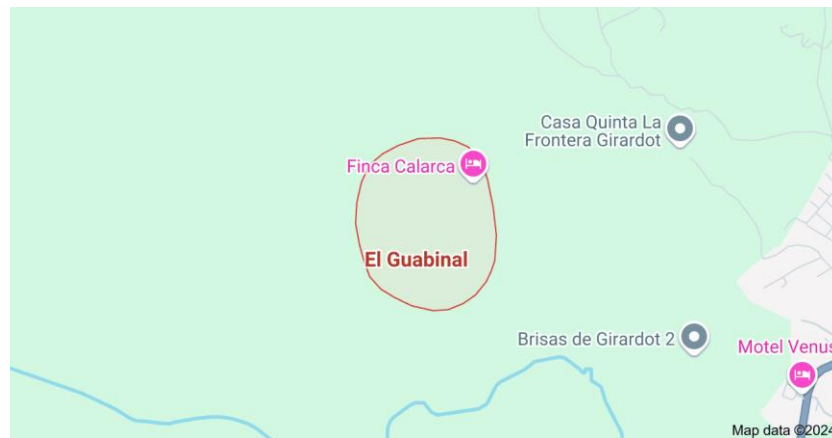 Casa Quinta La
Frontera Girardot
Finca Calarca
El Guabinal
Brisas de Girardot 2
Motel Venus
Map data ©2024